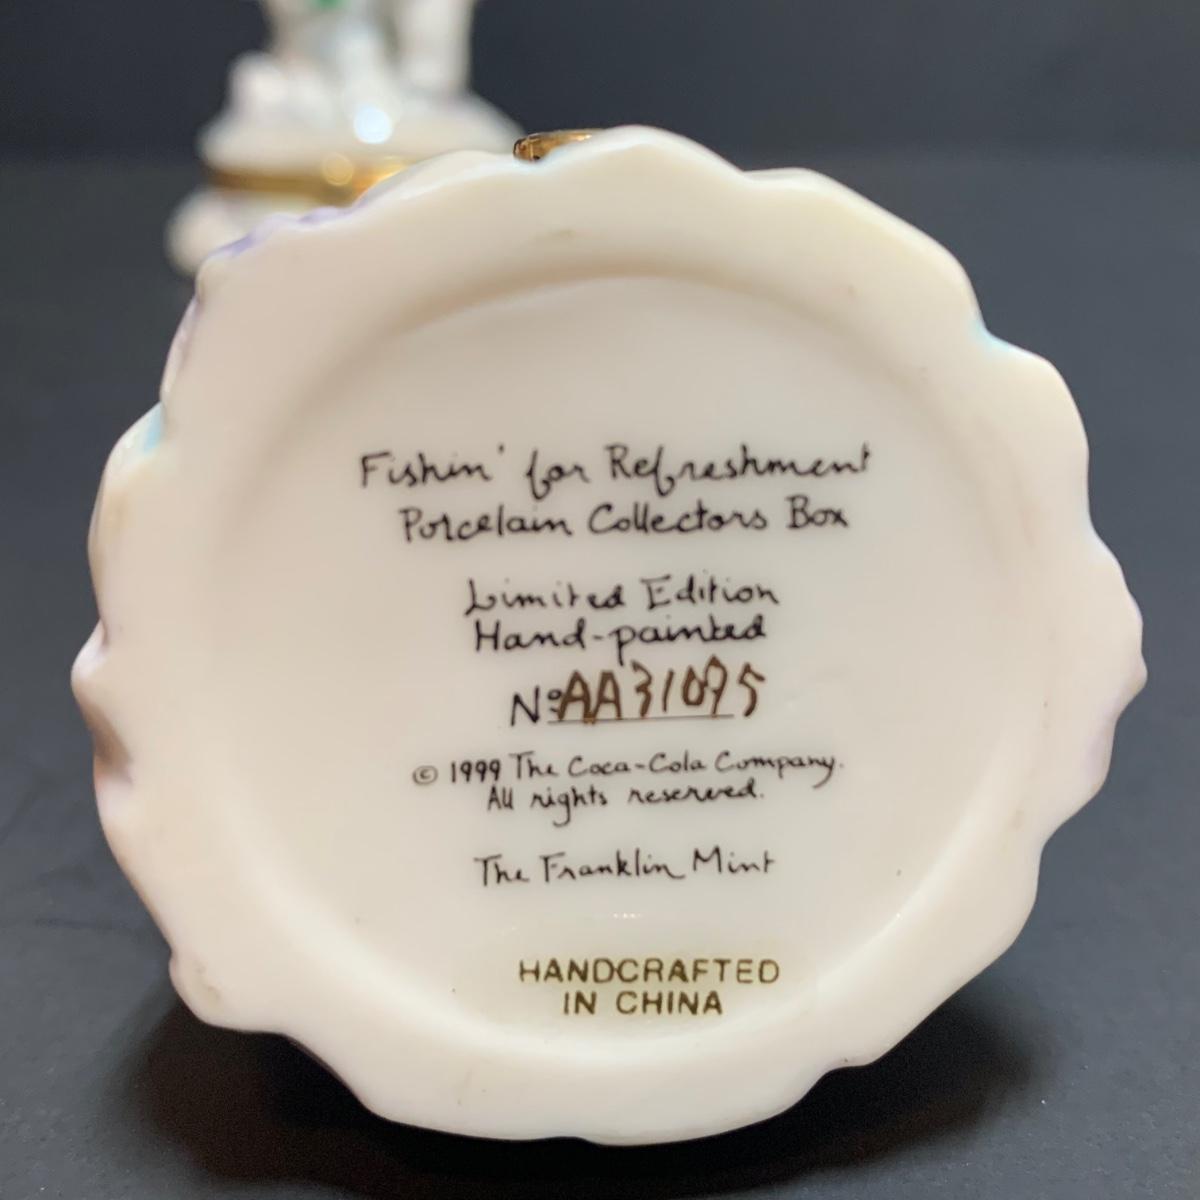 Fishin' for Refreshment
Porcelain Collectors Box
Limited Edition
Hand-painted
Nº: AA31095
© 1999 The Coca-Cola Company.
All rights reserved.
The Franklin Mint
HANDCRAFTED
IN CHINA